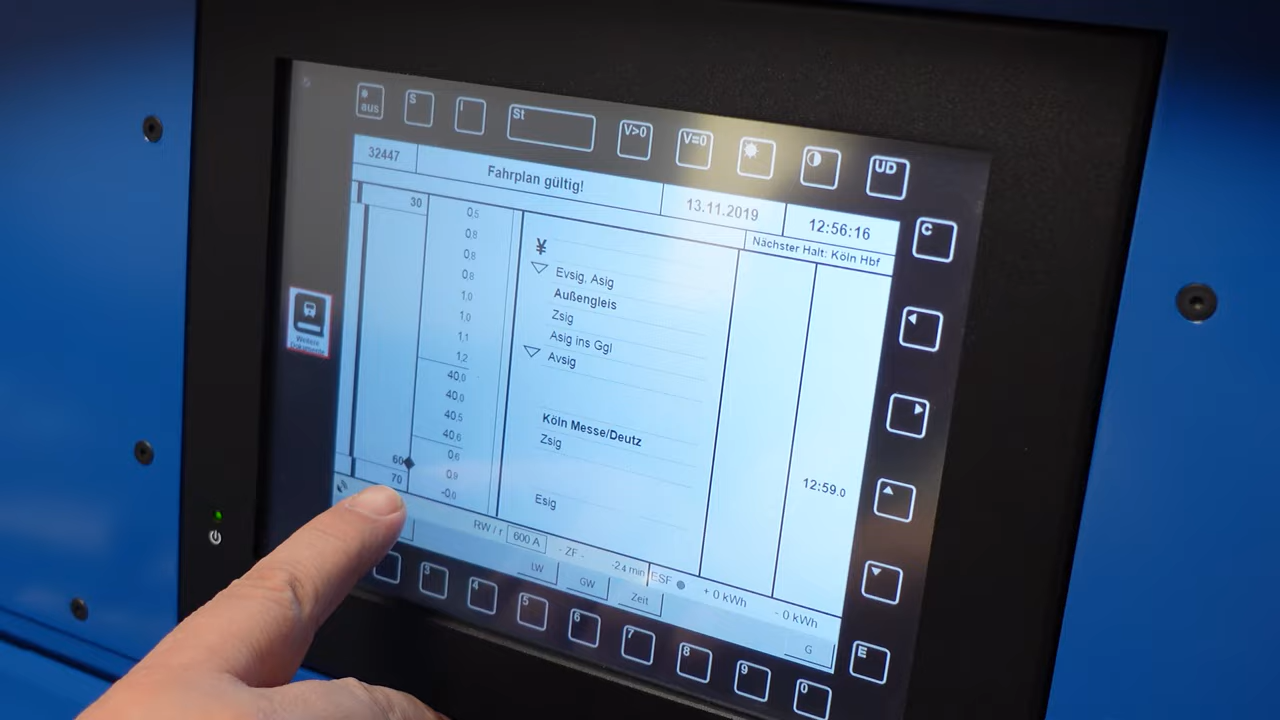 aus
S
I
St
V>0
V=0
UD
32447
Fahrplan gültig!
13.11.2019
12:56:16
C
Nächster Halt: Köln Hbf
30
0,5
0,8
¥
0,8
0,8
Evsig, Asig
1,0
Außengleis
1,0
Zsig
1,1
Asig ins Ggl
1,2
Avsig
40,0
40,0
40,5
Köln Messe/Deutz
40,6
Zsig
60
0,6
70
0,9
12:59.0
-0,0
Esig
Weitere
Dokumente
RW / r
600 A
- ZF -
-24 min
ESF
+ 0 kWh
- 0 kWh
LW
GW
Zeit
G
3
4
5
6
7
8
9
0
E